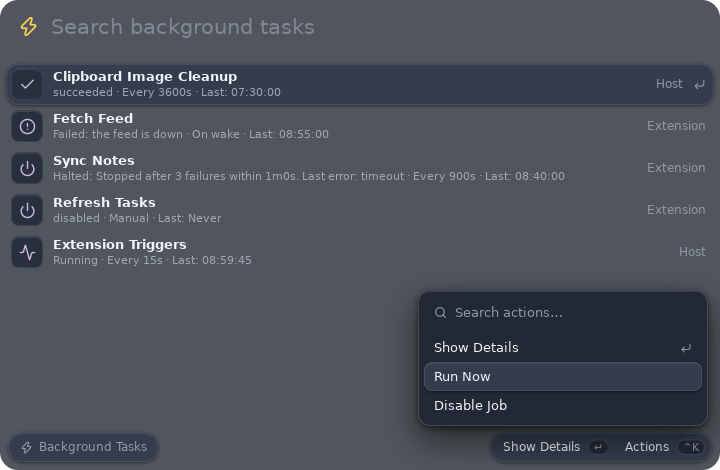 Search background tasks
Clipboard Image Cleanup
succeeded · Every 3600s · Last: 07:30:00
Host
Fetch Feed
Failed: the feed is down · On wake · Last: 08:55:00
Extension
Sync Notes
Halted: Stopped after 3 failures within 1m0s. Last error: timeout · Every 900s · Last: 08:40:00
Extension
Refresh Tasks
disabled · Manual · Last: Never
Extension
Extension Triggers
Running · Every 15s · Last: 08:59:45
Host
Search actions...
Show Details
Run Now
Disable Job
Background Tasks
Show Details ↵ Actions ^K